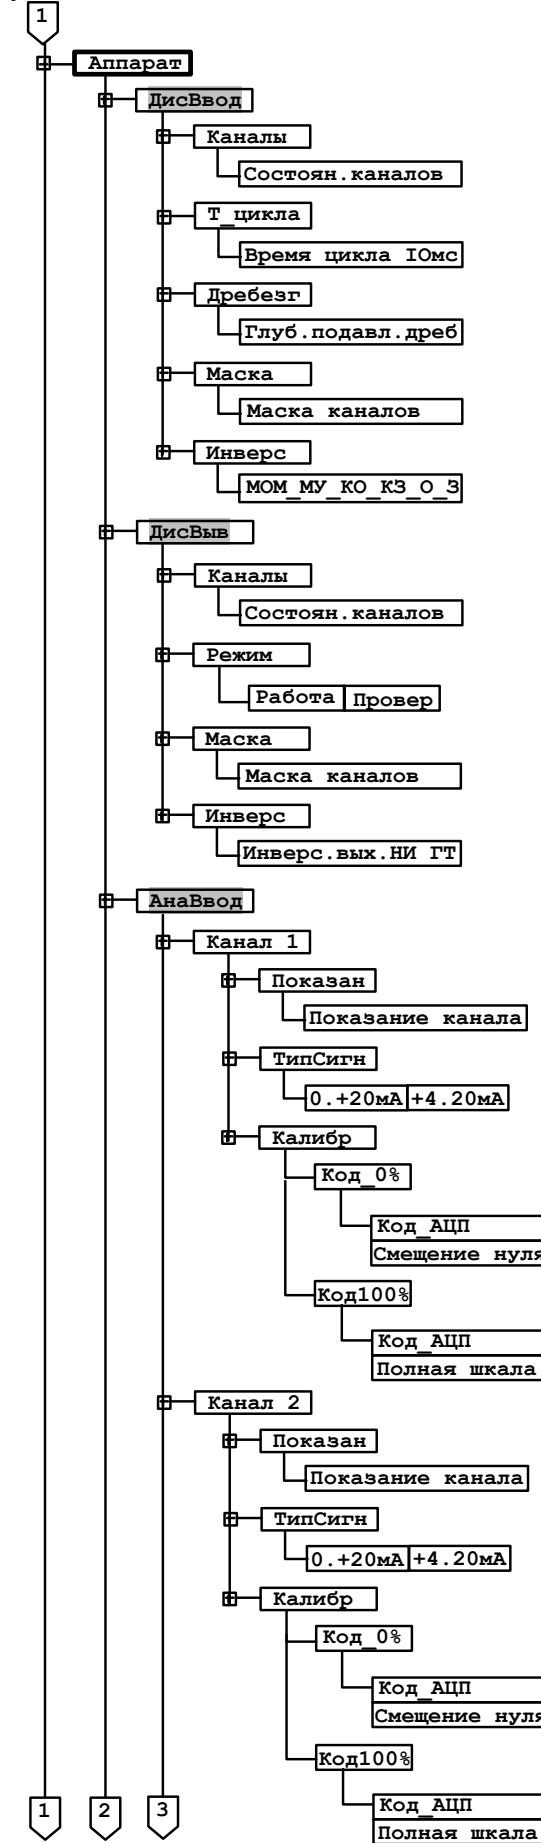 1
Аппарат
ДисВвод
Каналы
Состоян.каналов
Т_цикла
Время цикла IOмс
Дребезг
Глуб.подавл.дреб
Маска
Маска каналов
Инверс
МОМ_МУ_КО_КЗ_О_З
ДисВыв
Каналы
Состоян.каналов
Режим
Работа Провер
Маска
Маска каналов
Инверс
Инверс.вых.НИ ГТ
АнаВвод
Канал 1
Показан
Показание канала
ТипСигн
0.+20мА +4.20мА
Калибр
Код_0%
Код_АЦП
Смещение нуля
Код100%
Код_АЦП
Полная шкала
Канал 2
Показан
Показание канала
ТипСигн
0.+20мА +4.20мА
Калибр
Код_0%
Код_АЦП
Смещение нуля
Код100%
Код_АЦП
Полная шкала
1 2 3